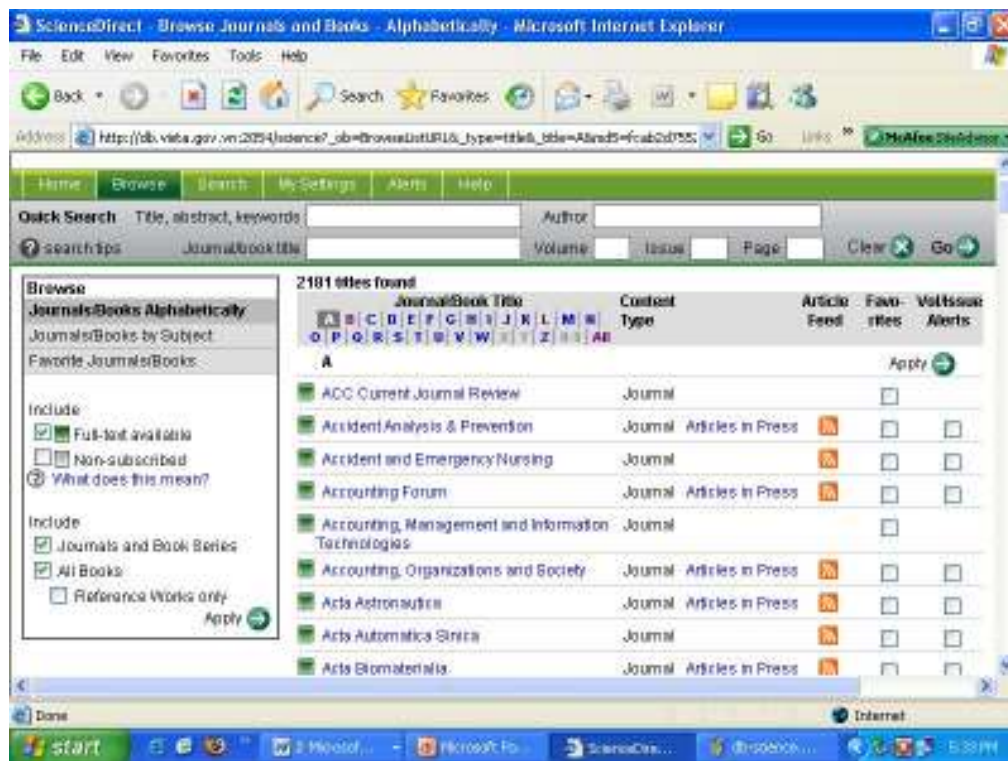 ScienceDirect - Browse Journals and Books - Alphabetically - Microsoft Internet Explorer
File Edit View Favorites Tools Help
Back Search Favorites
Address Go Links McAfee SiteAdvisor
Home Browse Search My Settings Alerts Help
Quick Search Title, abstract, keywords Author
search tips Journal/book title Volume Issue Page Clear Go
Browse
Journals/Books Alphabetically
Journals/Books by Subject
Favorite Journals/Books
Include
Full-text available
Non-subscribed
What does this mean?
Include
Journals and Book Series
All Books
Reference Works only
Apply
2181 titles found
Journal/Book Title Content Type Article Feed Favo-rites Vol/Issue Alerts
A B C D E F G H I J K L M N
O P Q R S T U V W X Y Z All
A Apply
ACC Current Journal Review Journal
Accident Analysis & Prevention Journal Articles in Press
Accident and Emergency Nursing Journal
Accounting Forum Journal Articles in Press
Accounting, Management and Information Technologies Journal
Accounting, Organizations and Society Journal Articles in Press
Acta Astronautica Journal Articles in Press
Acta Automatica Sinica Journal
Acta Biomaterialia Journal Articles in Press
Done Internet
start ScienceDire...